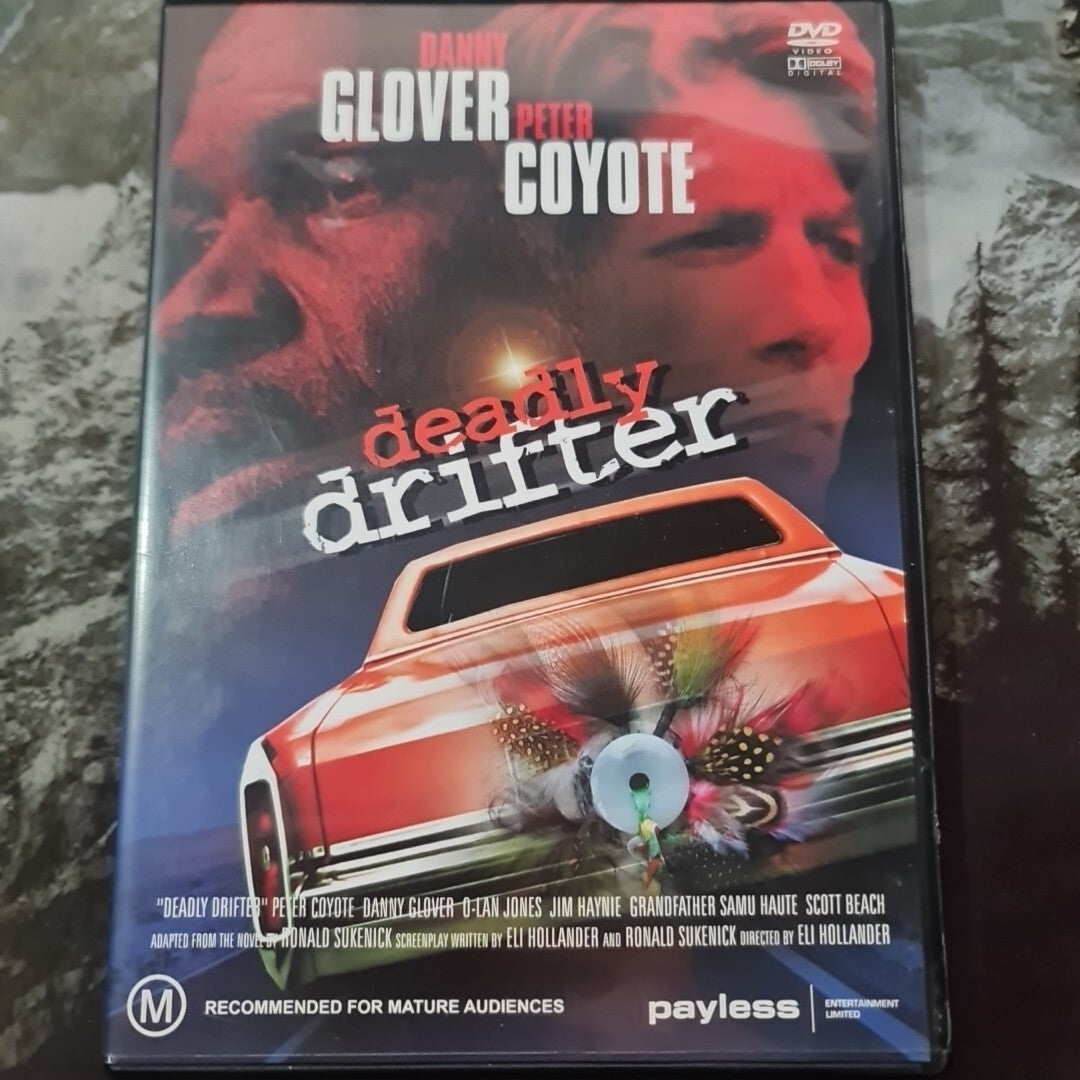 DANNY
GLOVER
PETER
COYOTE
DVD
VIDEO
DOLBY
DIGITAL
deadly
drifter
"DEADLY DRIFTER" PETER COYOTE DANNY GLOVER O-LAN JONES JIM HAYNIE GRANDFATHER SAMU HAUTE SCOTT BEACH
ADAPTED FROM THE NOVEL BY RONALD SUKENICK SCREENPLAY WRITTEN BY ELI HOLLANDER AND RONALD SUKENICK DIRECTED BY ELI HOLLANDER
M RECOMMENDED FOR MATURE AUDIENCES
payless ENTERTAINMENT
LIMITED